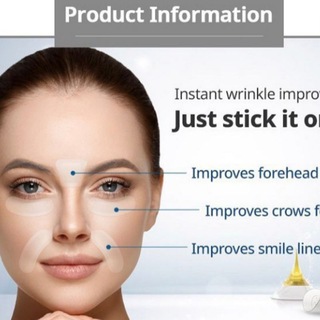 Product Information
Instant wrinkle improv
Just stick it o
Improves forehead
Improves crows f
Improves smile line